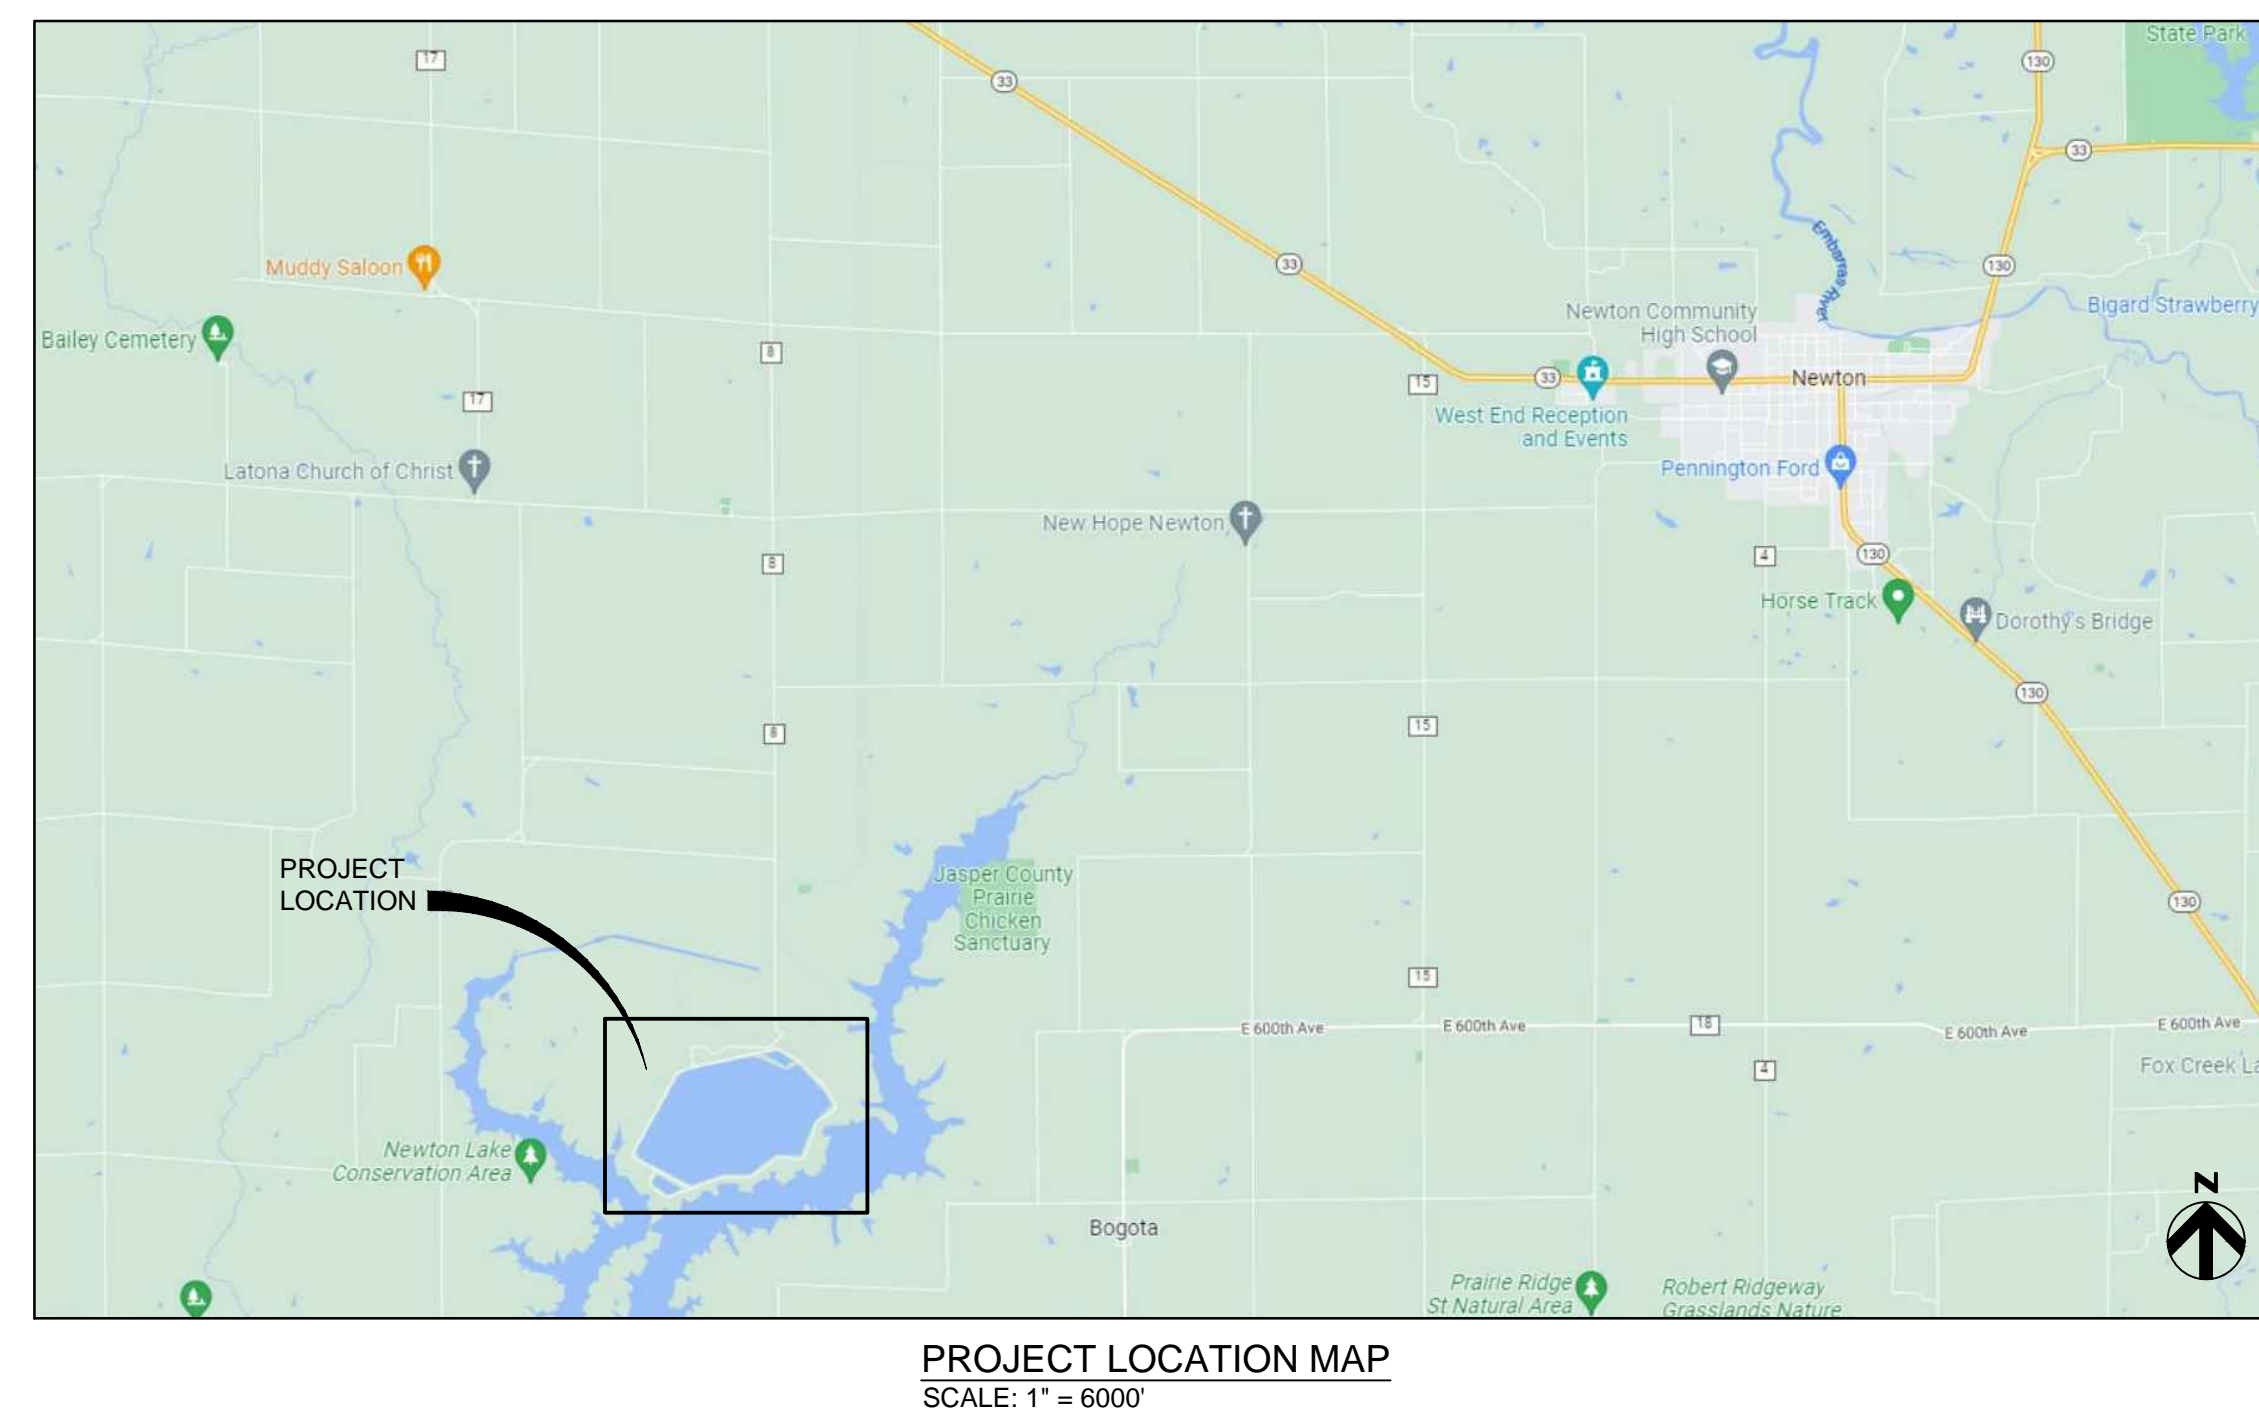 State Park
17
33
130
33
Embarras River
Muddy Saloon
33
130
Bigard Strawberry
Newton Community
High School
Bailey Cemetery
8
15
33
Newton
17
West End Reception
and Events
Latona Church of Christ
Pennington Ford
New Hope Newton
8
4
130
Horse Track
Dorothy's Bridge
130
15
8
PROJECT
LOCATION
Jasper County
Prairie
Chicken
Sanctuary
130
15
E 600th Ave
E 600th Ave
18
E 600th Ave
E 600th Ave
4
Fox Creek La
Newton Lake
Conservation Area
N
Bogota
Prairie Ridge
St Natural Area
Robert Ridgeway
Grasslands Nature...
PROJECT LOCATION MAP
SCALE: 1" = 6000'